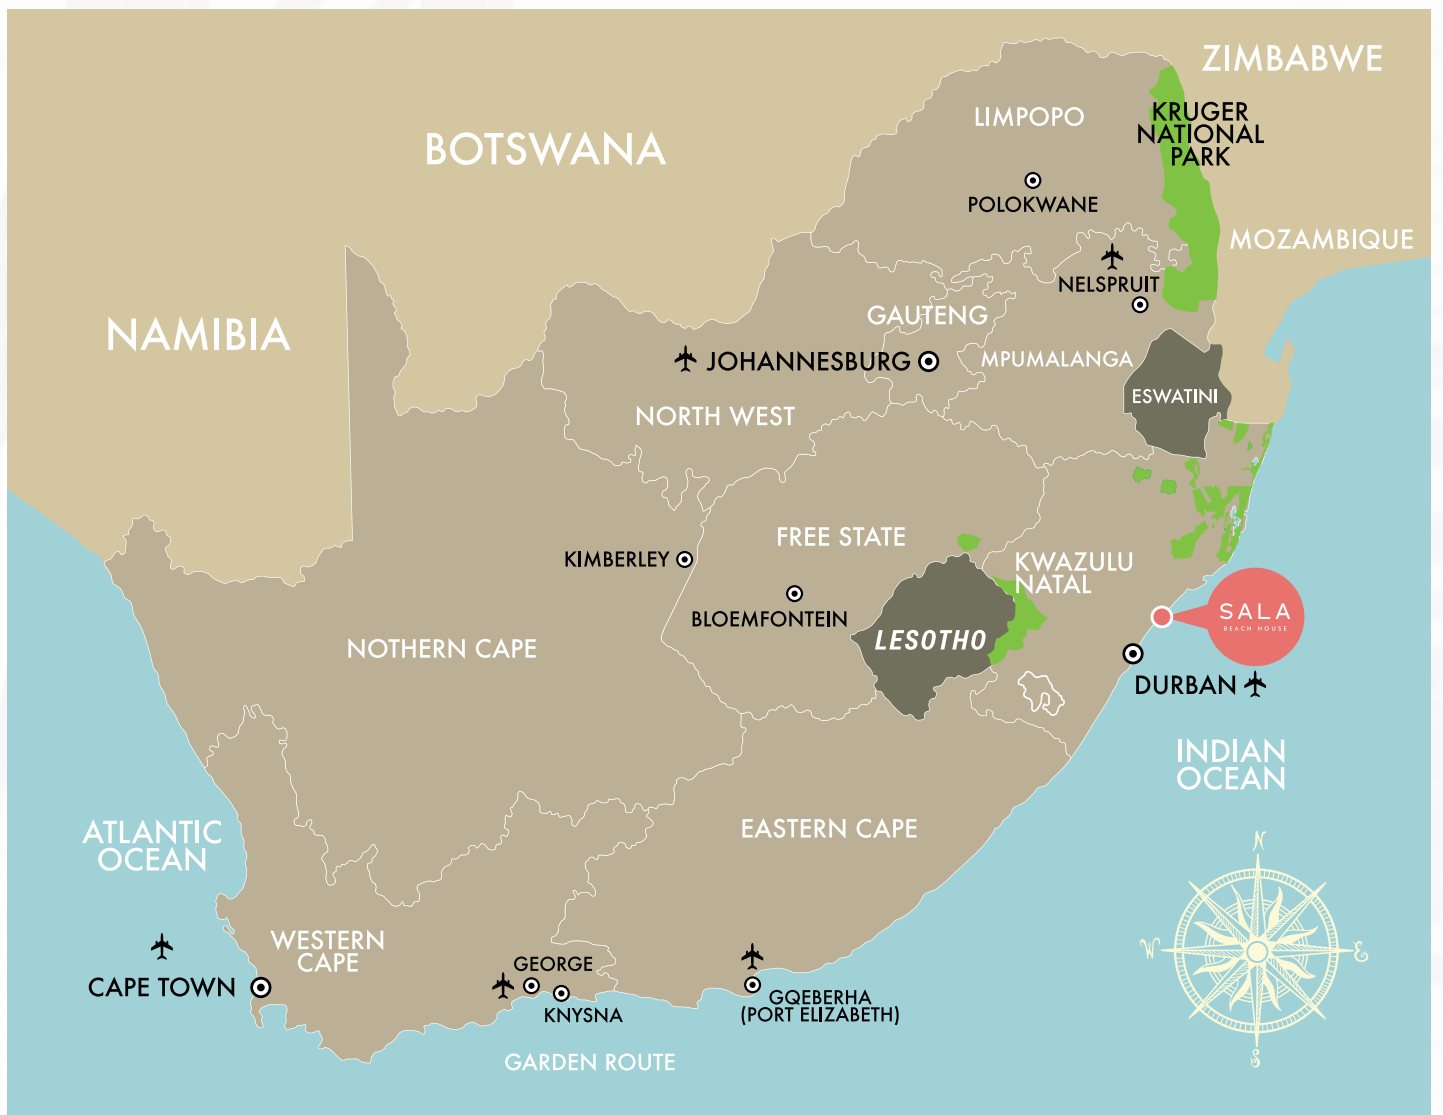 ZIMBABWE
LIMPOPO
KRUGER
NATIONAL
PARK
BOTSWANA
POLOKWANE
MOZAMBIQUE
NELSPRUIT
NAMIBIA
GAUTENG
JOHANNESBURG
MPUMALANGA
ESWATINI
NORTH WEST
FREE STATE
KIMBERLEY
KWAZULU
NATAL
BLOEMFONTEIN
SALA
BEACH HOUSE
LESOTHO
NOTHERN CAPE
DURBAN
INDIAN
OCEAN
ATLANTIC
OCEAN
EASTERN CAPE
N
W
E
S
WESTERN
CAPE
CAPE TOWN
GEORGE
KNYSNA
GQEBERHA
(PORT ELIZABETH)
GARDEN ROUTE